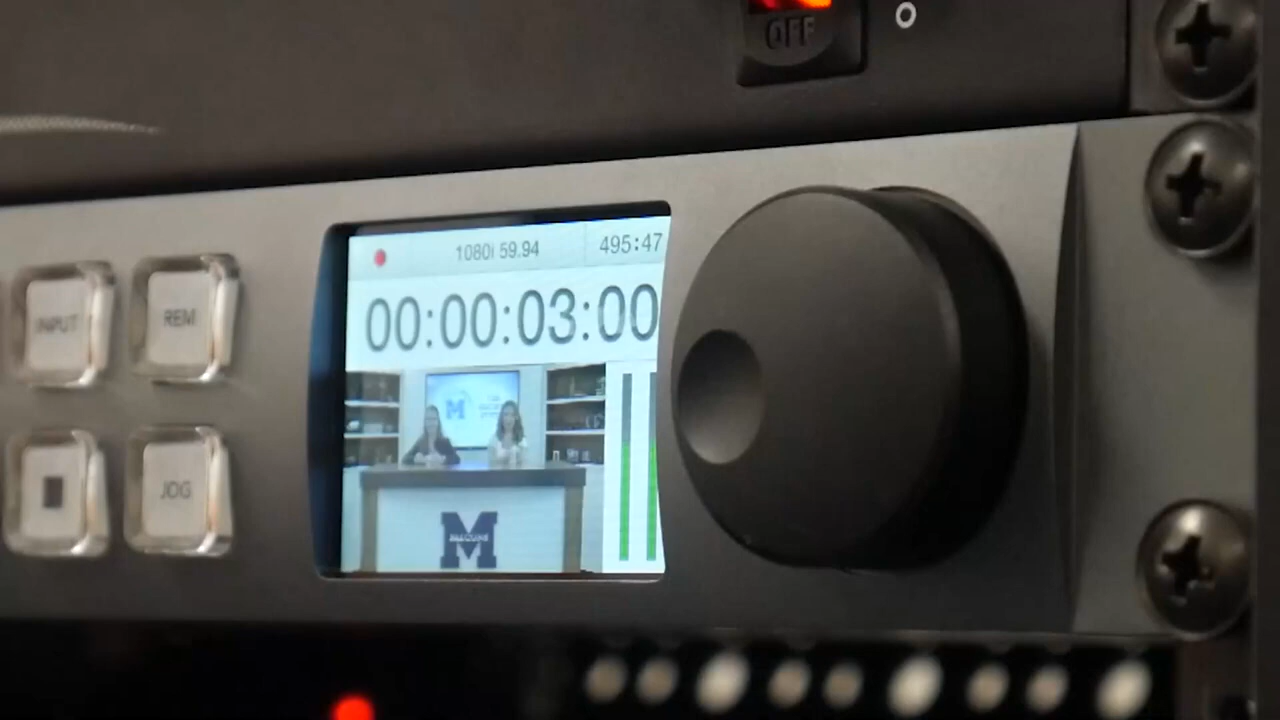 OFF
1080i 59.94
495:47
00:00:03:00
INPUT
REM
M
M
JOG